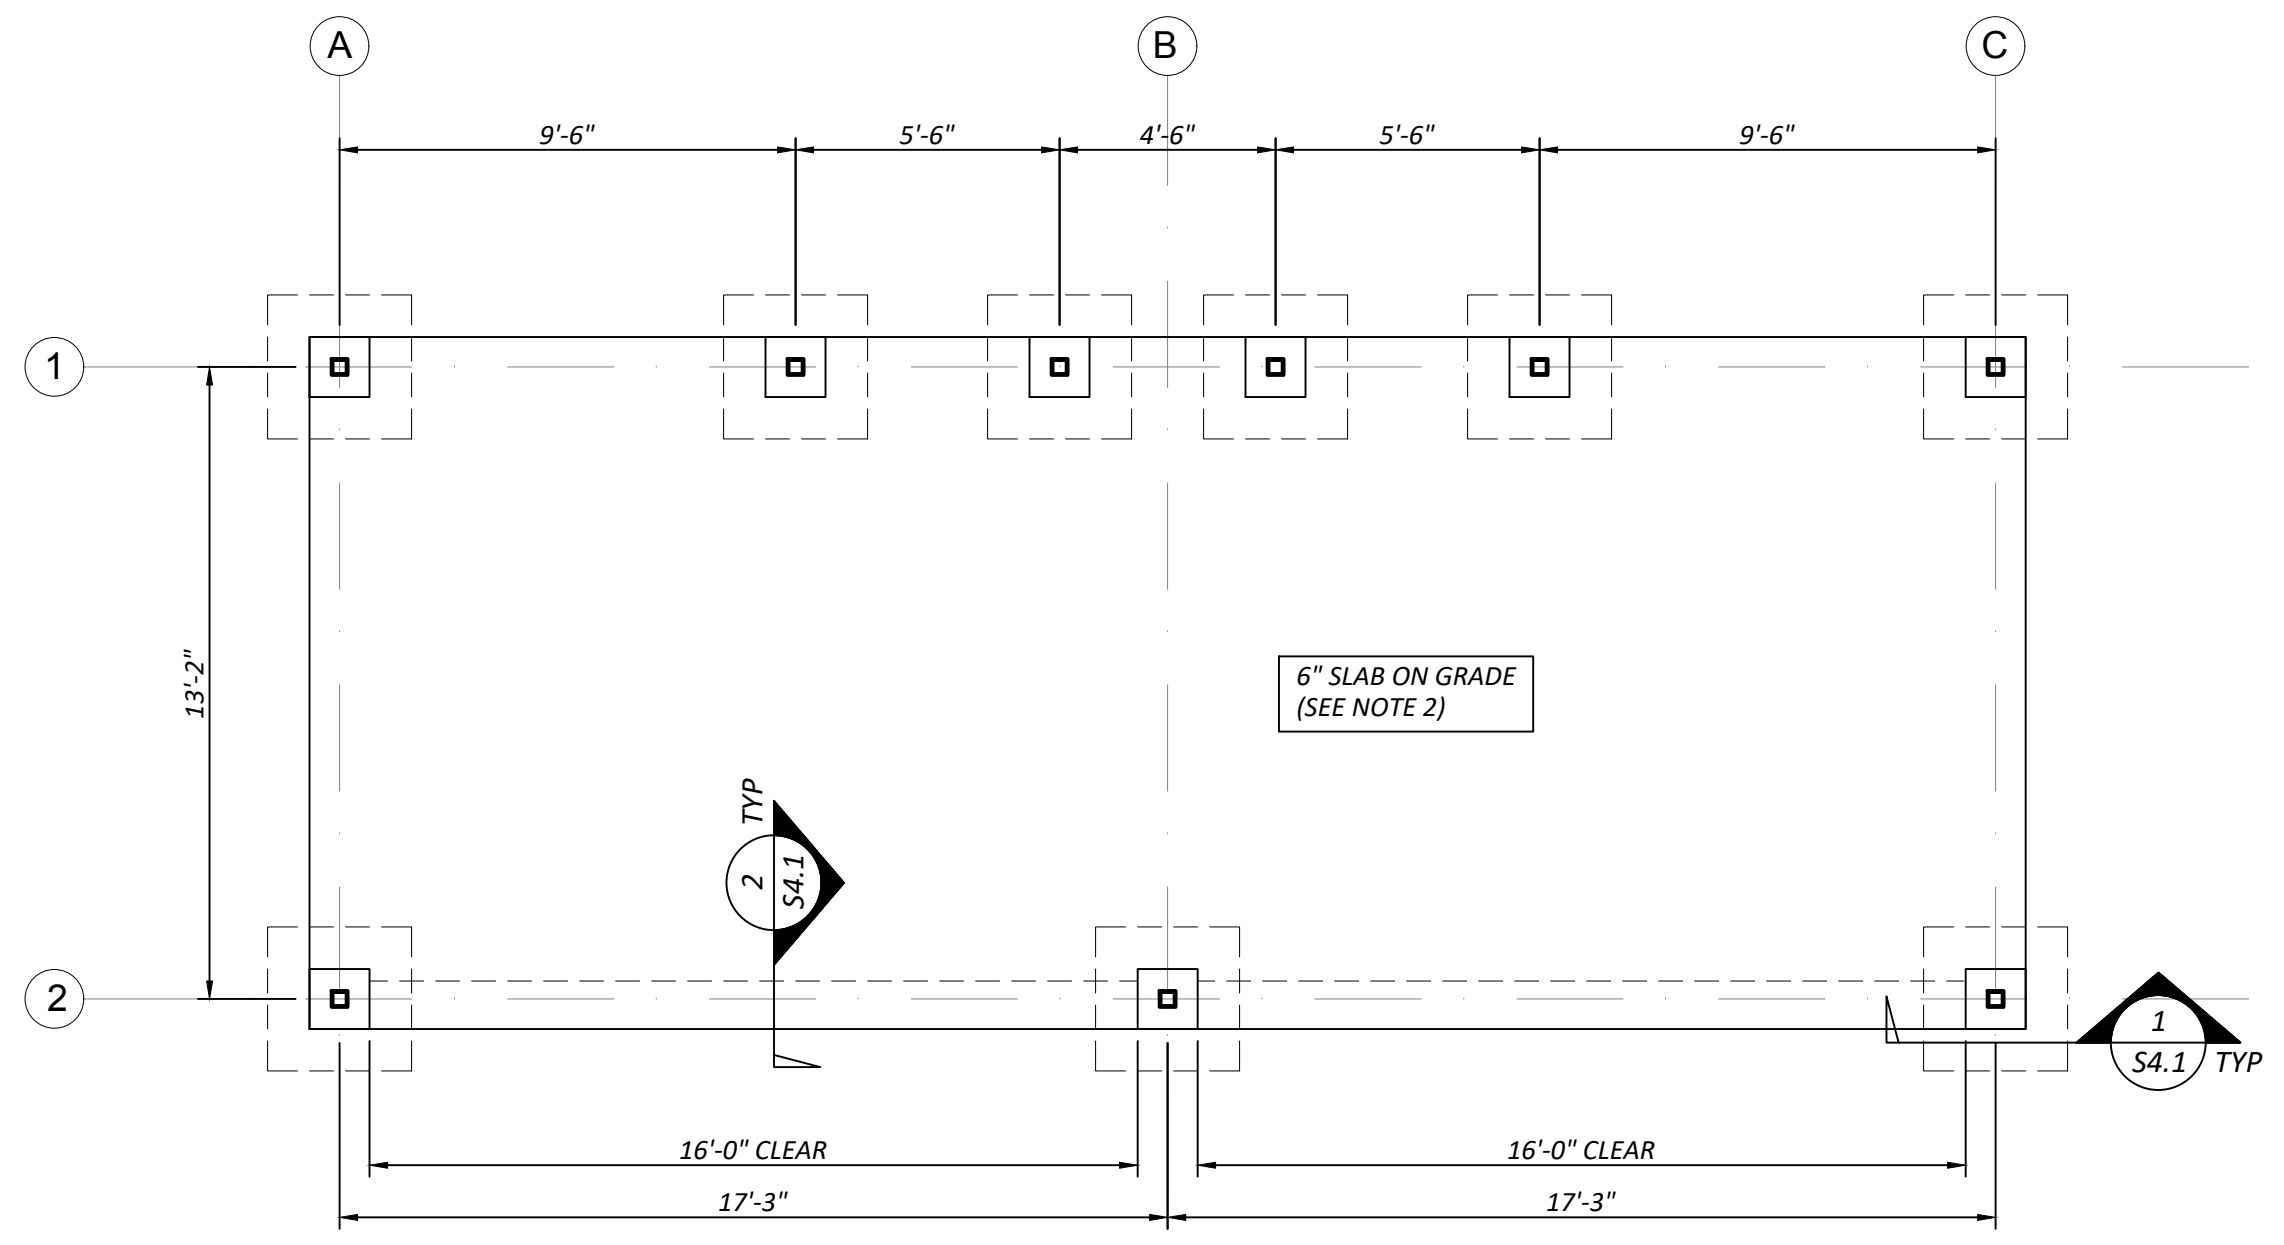 A
B
C
9'-6"
5'-6"
4'-6"
5'-6"
9'-6"
1
13'-2"
6" SLAB ON GRADE
(SEE NOTE 2)
TYP
2
S4.1
2
1
S4.1
TYP
16'-0" CLEAR
16'-0" CLEAR
17'-3"
17'-3"